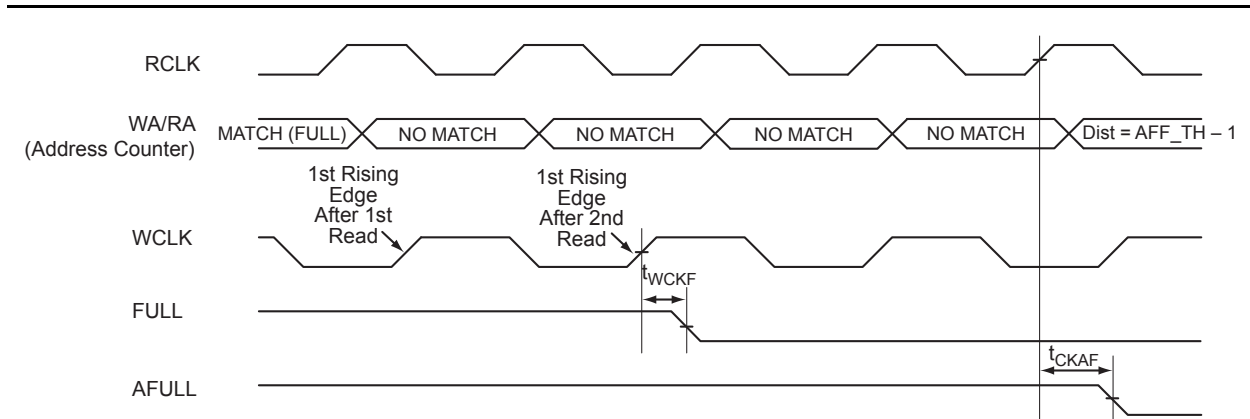 RCLK
WA/RA
(Address Counter)
MATCH (FULL)
NO MATCH
NO MATCH
NO MATCH
NO MATCH
Dist = AFF_TH – 1
1st Rising
Edge
After 1st
Read
1st Rising
Edge
After 2nd
Read
WCLK
tWCKF
FULL
tCKAF
AFULL